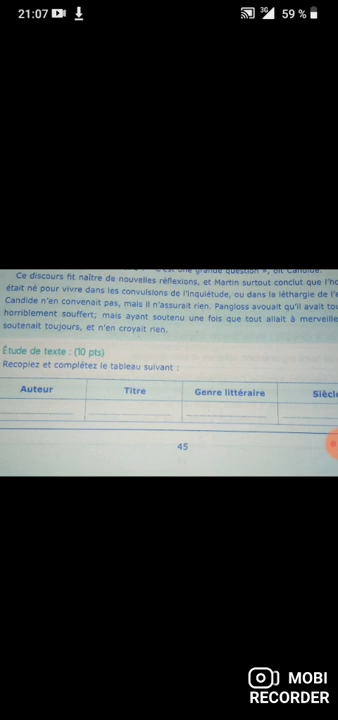 21:07
3G
59 %
est une grande question », dit Candide.
Ce discours fit naître de nouvelles réflexions, et Martin surtout conclut que
était né pour vivre dans les convulsions de l'inquiétude, ou dans la léthargie de
Candide n'en convenait pas, mais il n'assurait rien. Pangloss avouait qu'il avait
horriblement souffert; mais ayant soutenu une fois que tout allait à
soutenait toujours, et n'en croyait rien.
Étude de texte : (10 pts)
Recopiez et complétez le tableau suivant :
Auteur Titre Genre littéraire
45
MOBI
RECORDER